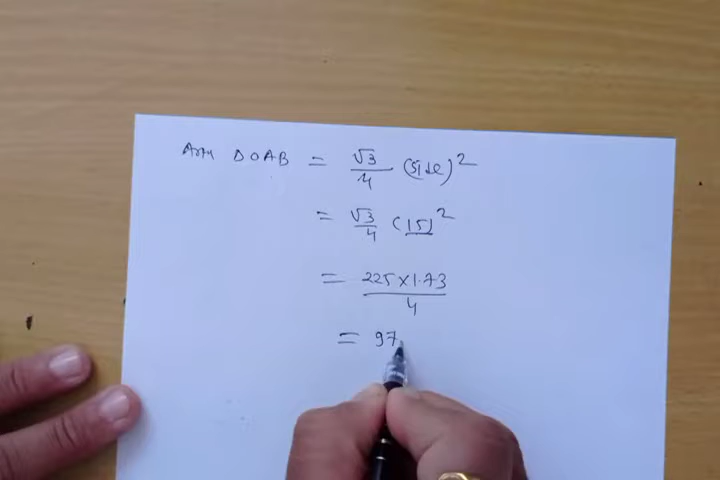 Area ΔOAB = √3/4 (side)²
= √3/4 (15)²
= 225×1.73/4
= 97